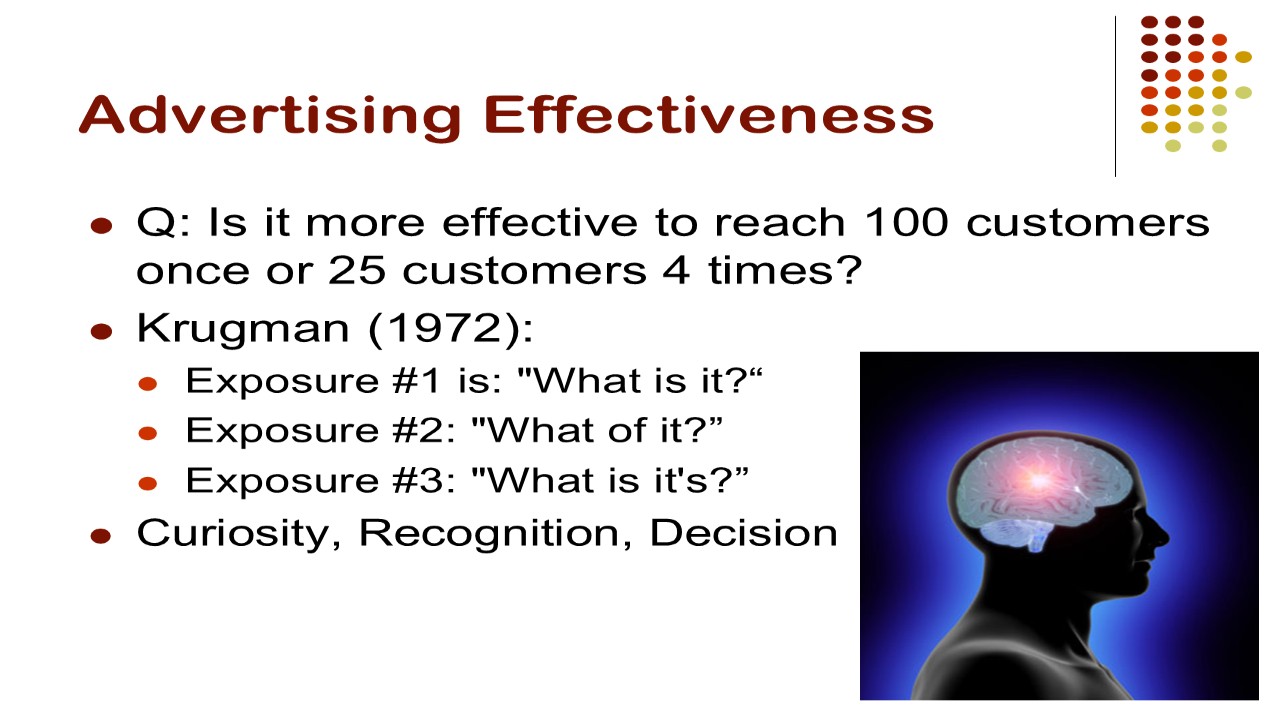 Advertising Effectiveness
Q: Is it more effective to reach 100 customers
once or 25 customers 4 times?
Krugman (1972):
Exposure #1 is: "What is it?“
Exposure #2: "What of it?”
Exposure #3: "What is it's?”
Curiosity, Recognition, Decision